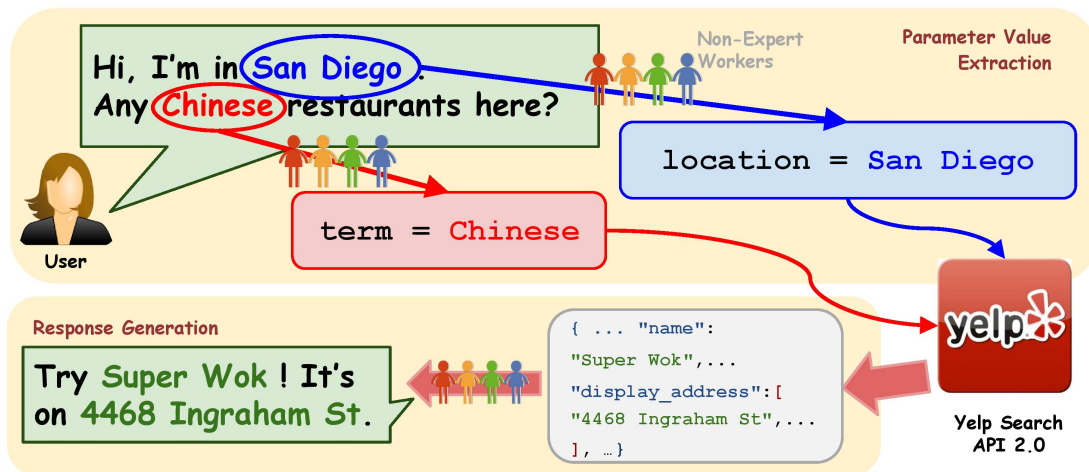 Hi, I'm in San Diego .
Any Chinese restaurants here?
Non-Expert
Workers
Parameter Value
Extraction
location = San Diego
term = Chinese
User
Response Generation
Try Super Wok ! It's
on 4468 Ingraham St.
{ ... "name":
"Super Wok",...
"display_address":[
"4468 Ingraham St",...
], …}
yelp
Yelp Search
API 2.0